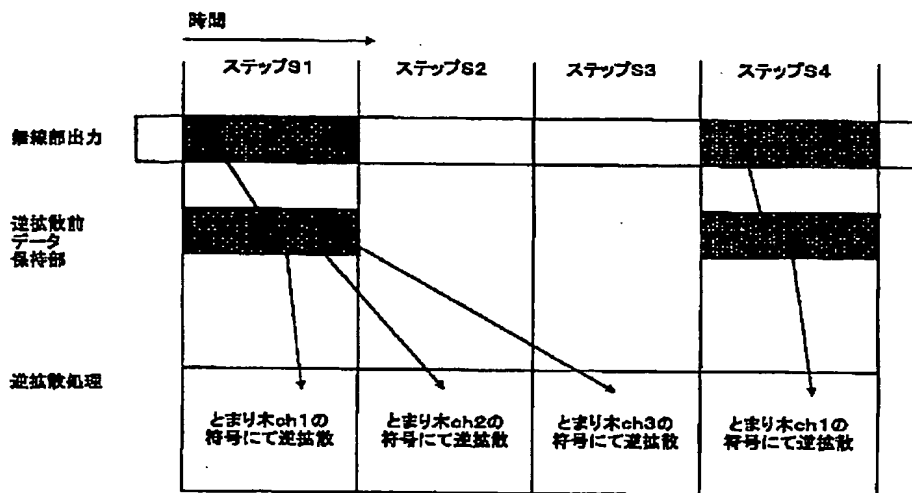 時間
ステップS1
ステップS2
ステップS3
ステップS4
無線部出力
逆拡散前
データ
保持部
逆拡散処理
とまり木ch1の
符号にて逆拡散
とまり木ch2の
符号にて逆拡散
とまり木ch3の
符号にて逆拡散
とまり木ch1の
符号にて逆拡散